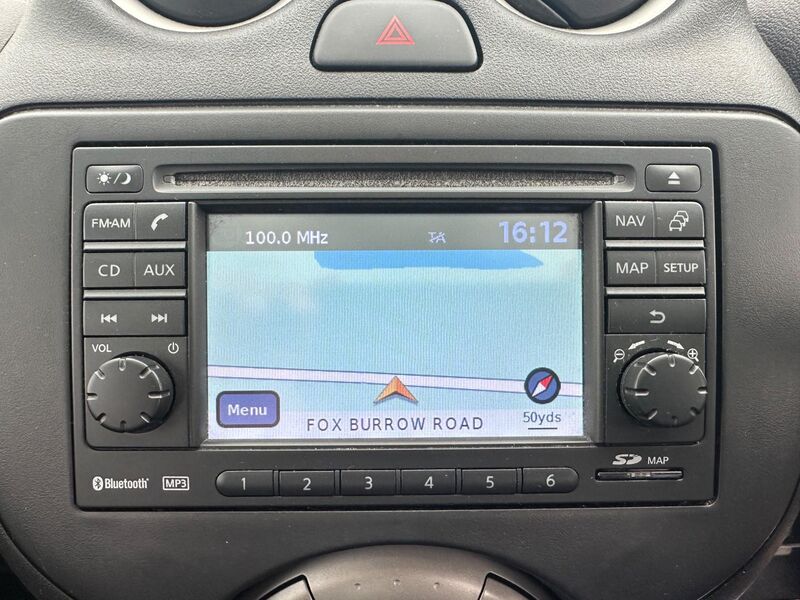 FM·AM
CD AUX
VOL
100.0 MHz TA 16:12
Menu
FOX BURROW ROAD
50yds
NAV
MAP SETUP
Bluetooth® MP3
1 2 3 4 5 6
SD MAP